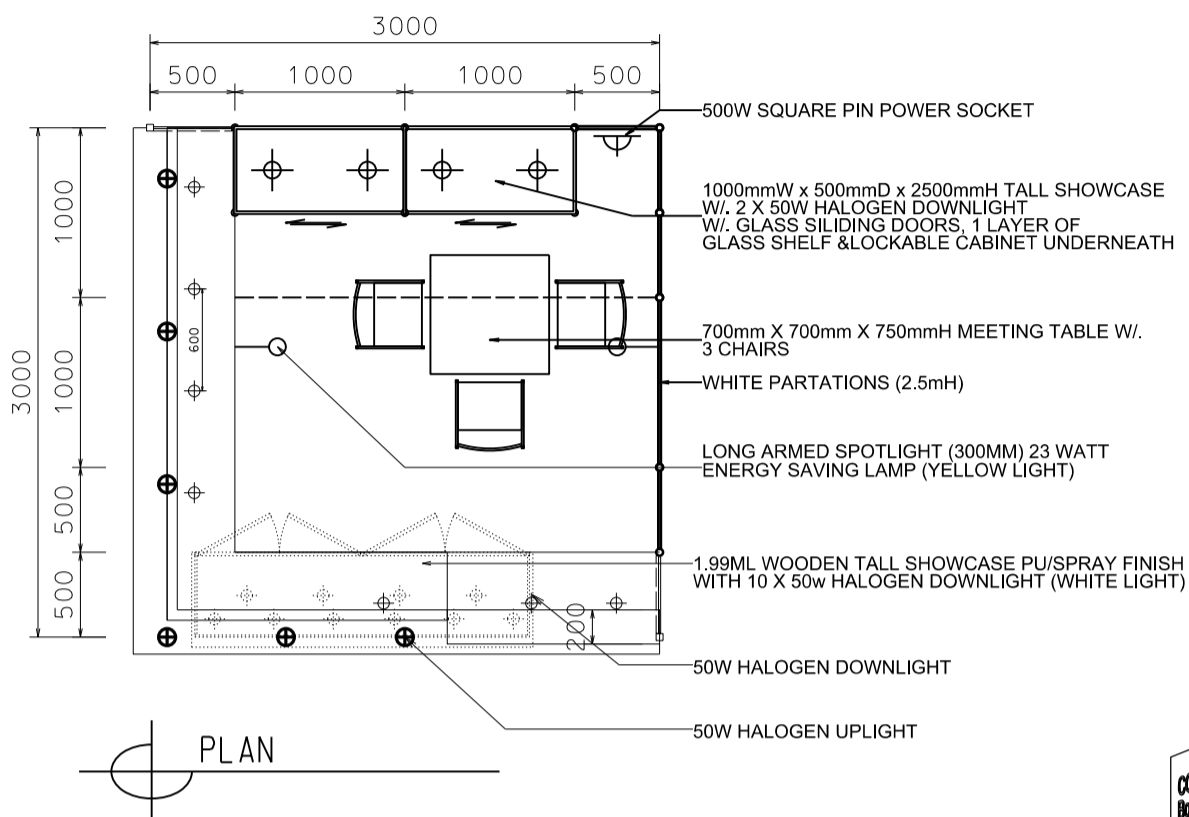 3000
500 1000 1000 500
500W SQUARE PIN POWER SOCKET
1000mmW x 500mmD x 2500mmH TALL SHOWCASE
W/. 2 X 50W HALOGEN DOWNLIGHT
W/. GLASS SILIDING DOORS, 1 LAYER OF
GLASS SHELF &LOCKABLE CABINET UNDERNEATH
1000
3000
1000
600
700mm X 700mm X 750mmH MEETING TABLE W/.
3 CHAIRS
WHITE PARTATIONS (2.5mH)
LONG ARMED SPOTLIGHT (300MM) 23 WATT
ENERGY SAVING LAMP (YELLOW LIGHT)
500
1.99ML WOODEN TALL SHOWCASE PU/SPRAY FINISH
WITH 10 X 50w HALOGEN DOWNLIGHT (WHITE LIGHT)
500
200
50W HALOGEN DOWNLIGHT
50W HALOGEN UPLIGHT
PLAN